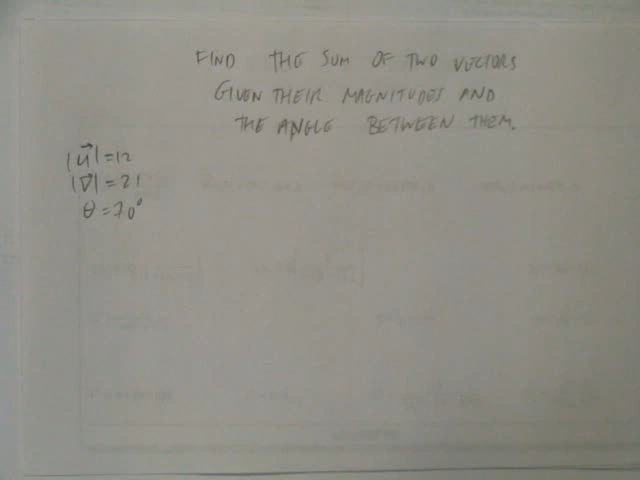 FIND THE SUM OF TWO VECTORS
GIVEN THEIR MAGNITUDES AND
THE ANGLE BETWEEN THEM.
|u⃗|=12
|v⃗|=21
θ=70°